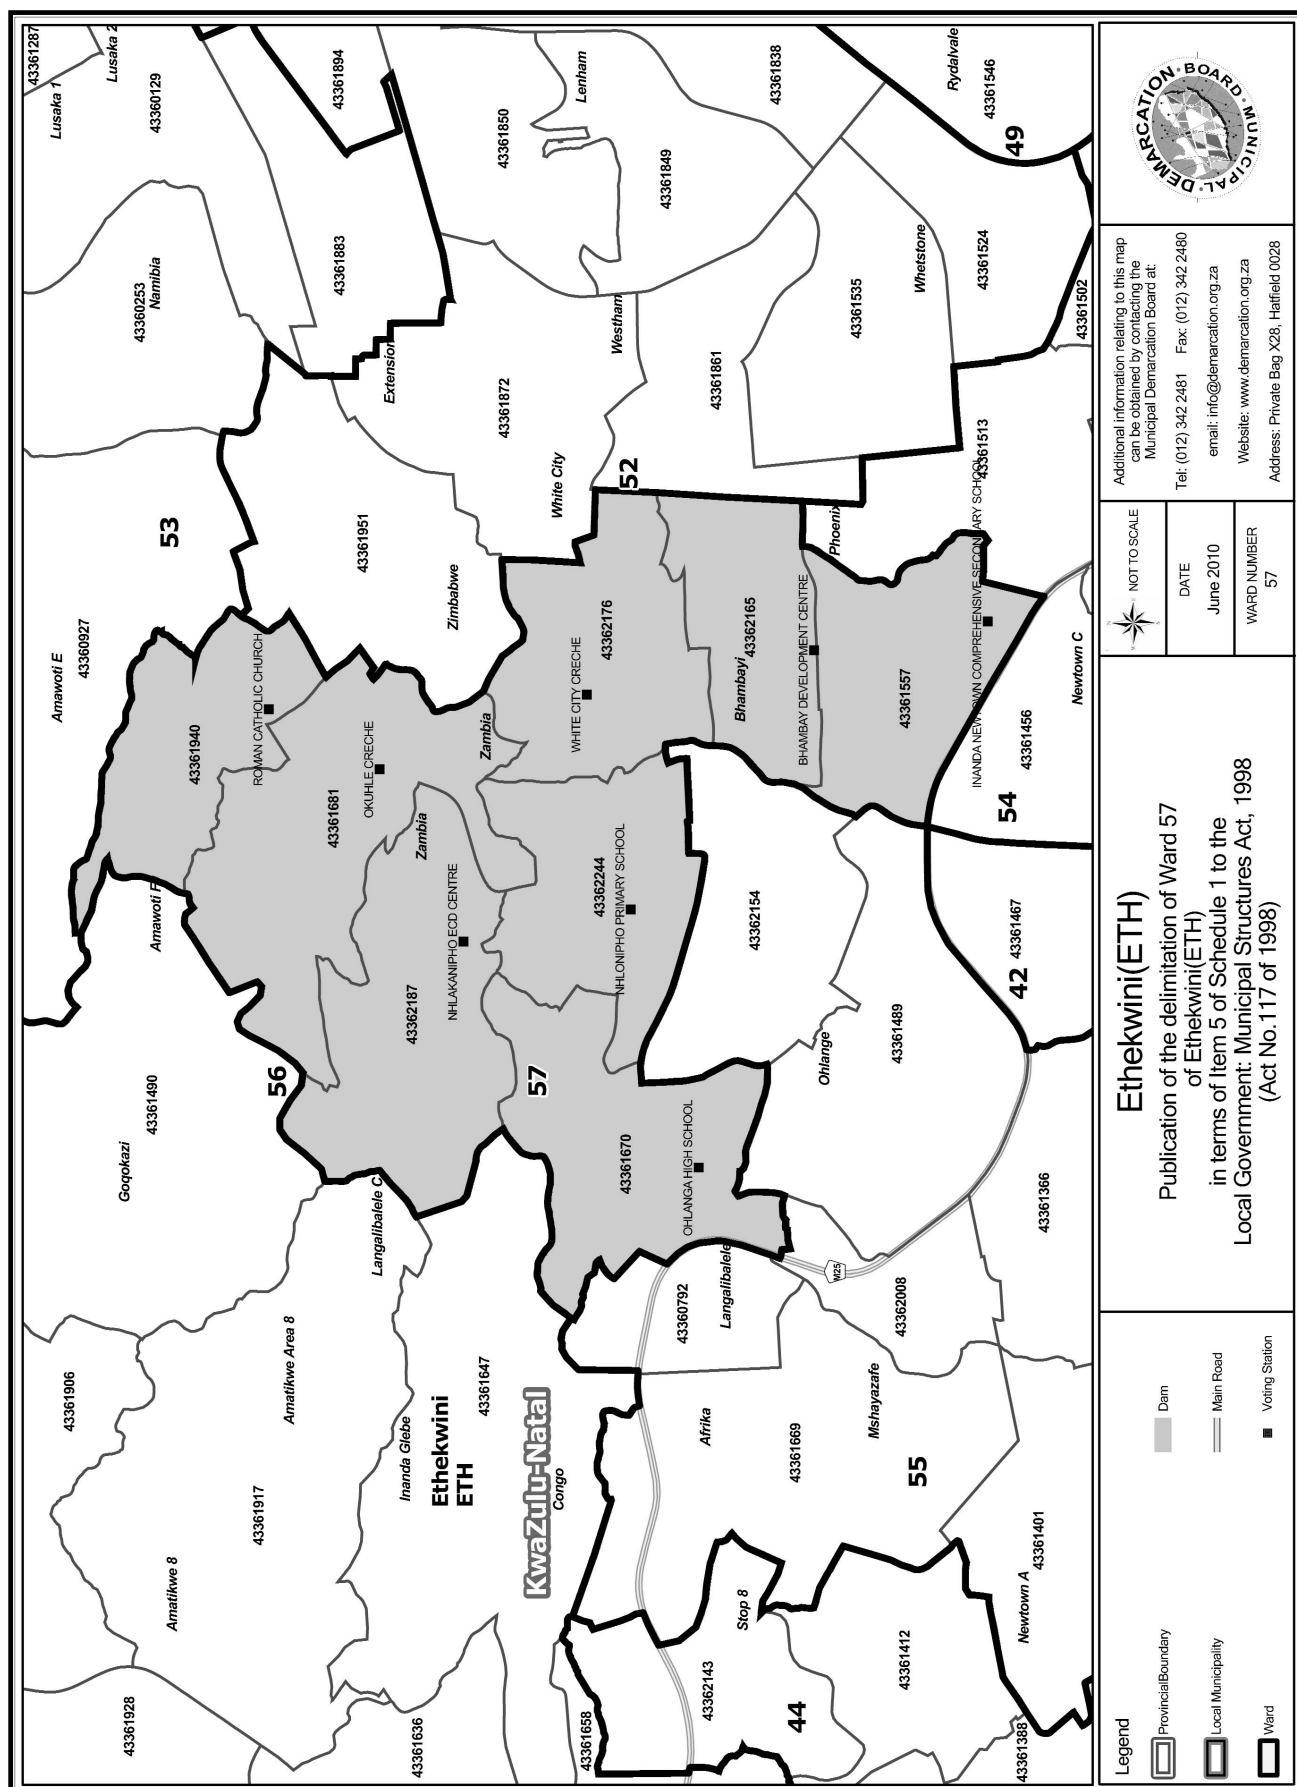 43361928
43361906
Amatikwe 8
43361917
Amatikwe Area 8
Goqokazi
43361490
Amawoti E
43360927
53
43360253
Namibia
Lusaka 1
43361287
Lusaka 2
43360129
43361894
43361883
Extension
43361951
Zimbabwe
43361940
ROMAN CATHOLIC CHURCH
43361681
OKUHLE CRECHE
Zambia
Zambia
56
Langalibalele C
43362187
NHLAKANIPHO ECD CENTRE
43361636
Inanda Glebe
Ethekwini
ETH
43361647
KwaZulu-Natal
Congo
43361658
57
43361670
OHLANGA HIGH SCHOOL
43362244
NHLONIPHO PRIMARY SCHOOL
43362176
WHITE CITY CRECHE
White City
52
43361872
Westham
43361850
Lenham
43361849
43361838
43361861
43361535
Whetstone
43361524
Rydalvale
43361546
49
43361502
43361513
Phoenix
43362165
Bhambayi
BHAMBAY DEVELOPMENT CENTRE
43361557
INANDA NEWTOWN COMPREHENSIVE SECONDARY SCHOOL
43361456
Newtown C
54
43362154
Ohlange
43361489
43361467
42
43361366
43360792
Langalibalele
M25
43362008
Mshayazafe
Afrika
43361669
55
43361401
Newtown A
Stop 8
43362143
44
43361412
43361388
Legend
ProvincialBoundary
Local Municipality
Ward
Dam
Main Road
Voting Station
Ethekwini(ETH)
Publication of the delimitation of Ward 57
of Ethekwini(ETH)
in terms of Item 5 of Schedule 1 to the
Local Government: Municipal Structures Act, 1998
(Act No.117 of 1998)
NOT TO SCALE
DATE
June 2010
WARD NUMBER
57
Additional information relating to this map
can be obtained by contacting the
Municipal Demarcation Board at:
Tel: (012) 342 2481 Fax: (012) 342 2480
email: info@demarcation.org.za
Website: www.demarcation.org.za
Address: Private Bag X28, Hatfield 0028
MUNICIPAL DEMARCATION BOARD